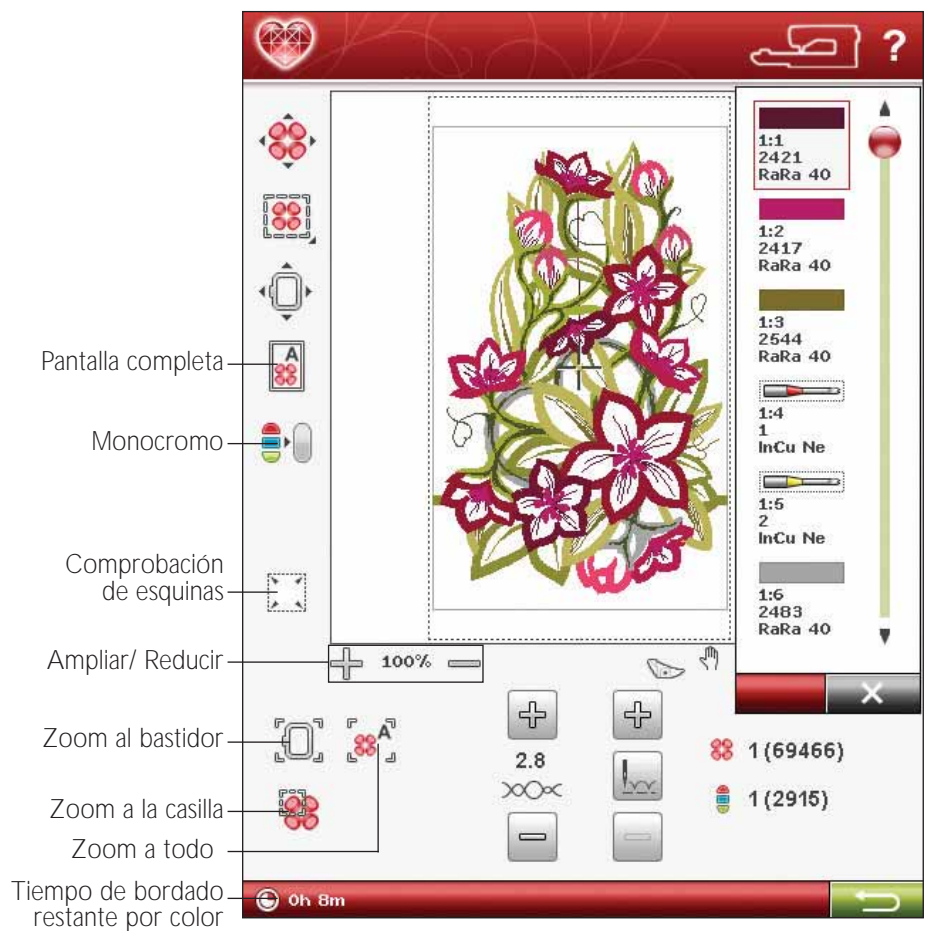 ?
1:1
2421
RaRa 40
1:2
2417
RaRa 40
1:3
2544
RaRa 40
1:4
1
InCu Ne
1:5
2
InCu Ne
1:6
2483
RaRa 40
Pantalla completa
A
Monocromo
Comprobación
de esquinas
Ampliar/ Reducir
100%
Zoom al bastidor
A
2.8
1(69466)
1(2915)
Zoom a la casilla
Zoom a todo
Tiempo de bordado
restante por color
0h 8m